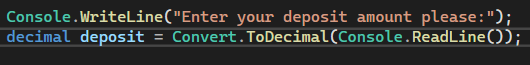 Console.WriteLine("Enter your deposit amount please:");
decimal deposit = Convert.ToDecimal(Console.ReadLine());